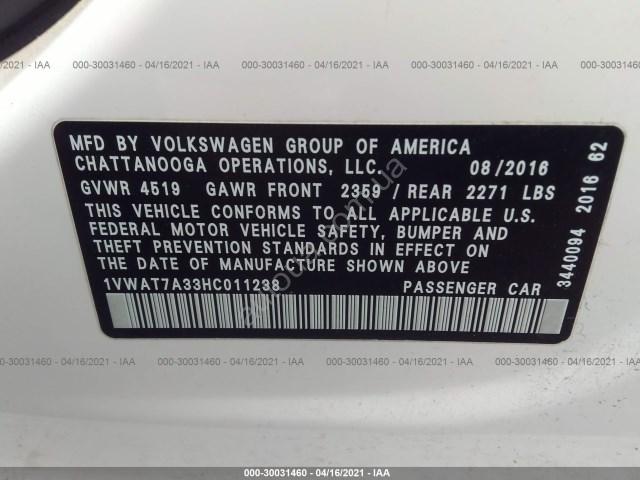 000-30031460 - 04/16/2021 - IAA
MFD BY VOLKSWAGEN GROUP OF AMERICA
CHATTANOOGA OPERATIONS, LLC. 08/2016
GVWR 4519 GAWR FRONT 2359 / REAR 2271 LBS
THIS VEHICLE CONFORMS TO ALL APPLICABLE U.S.
FEDERAL MOTOR VEHICLE SAFETY, BUMPER AND
THEFT PREVENTION STANDARDS IN EFFECT ON
THE DATE OF MANUFACTURE SHOWN ABOVE
1VWAT7A33HC011238 PASSENGER CAR
3440094 2016 62
000-30031460 - 04/16/2021 - IAA
000-30031460 - 04/16/2021 - IAA